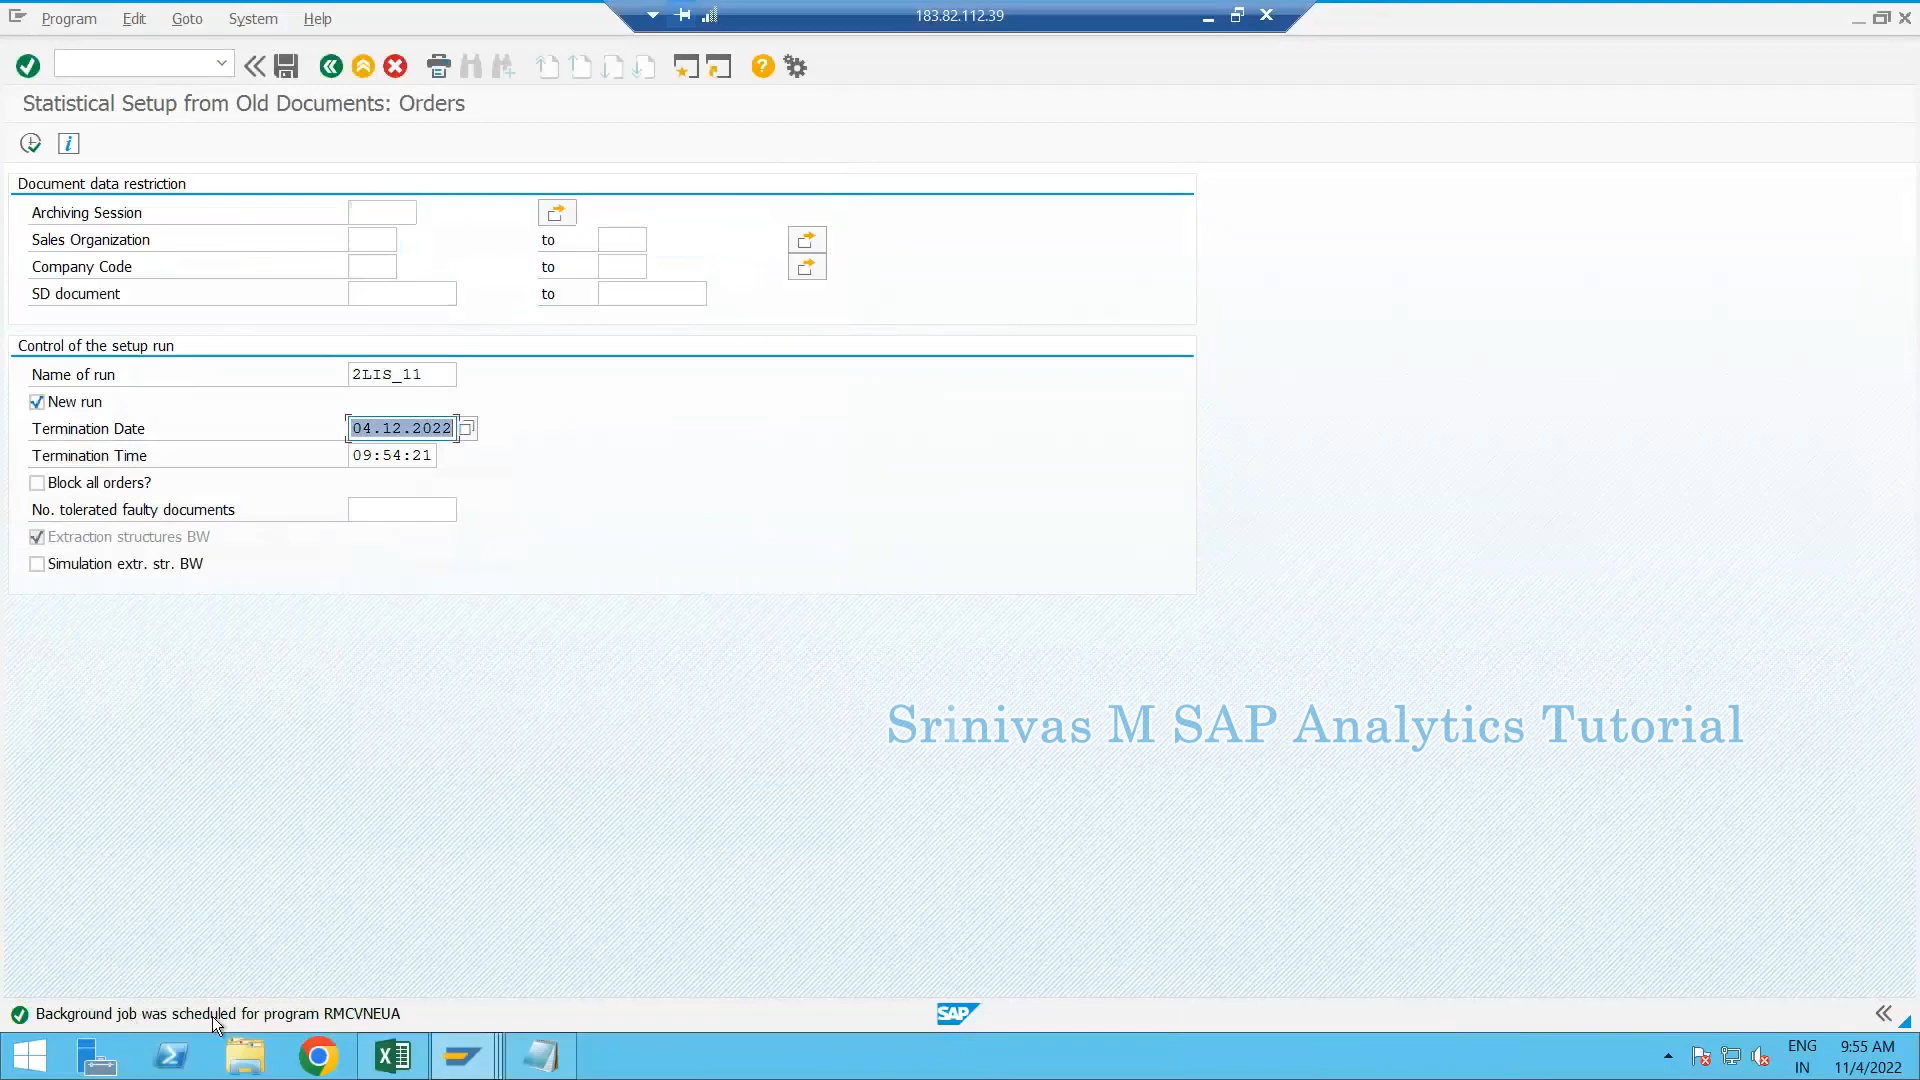 Program Edit Goto System Help
183.82.112.39
Statistical Setup from Old Documents: Orders
Document data restriction
Archiving Session
Sales Organization to
Company Code to
SD document to
Control of the setup run
Name of run 2LIS_11
New run
Termination Date 04.12.2022
Termination Time 09:54:21
Block all orders?
No. tolerated faulty documents
Extraction structures BW
Simulation extr. str. BW
Srinivas M SAP Analytics Tutorial
Background job was scheduled for program RMCVNEUA
SAP
ENG 9:55 AM
IN 11/4/2022